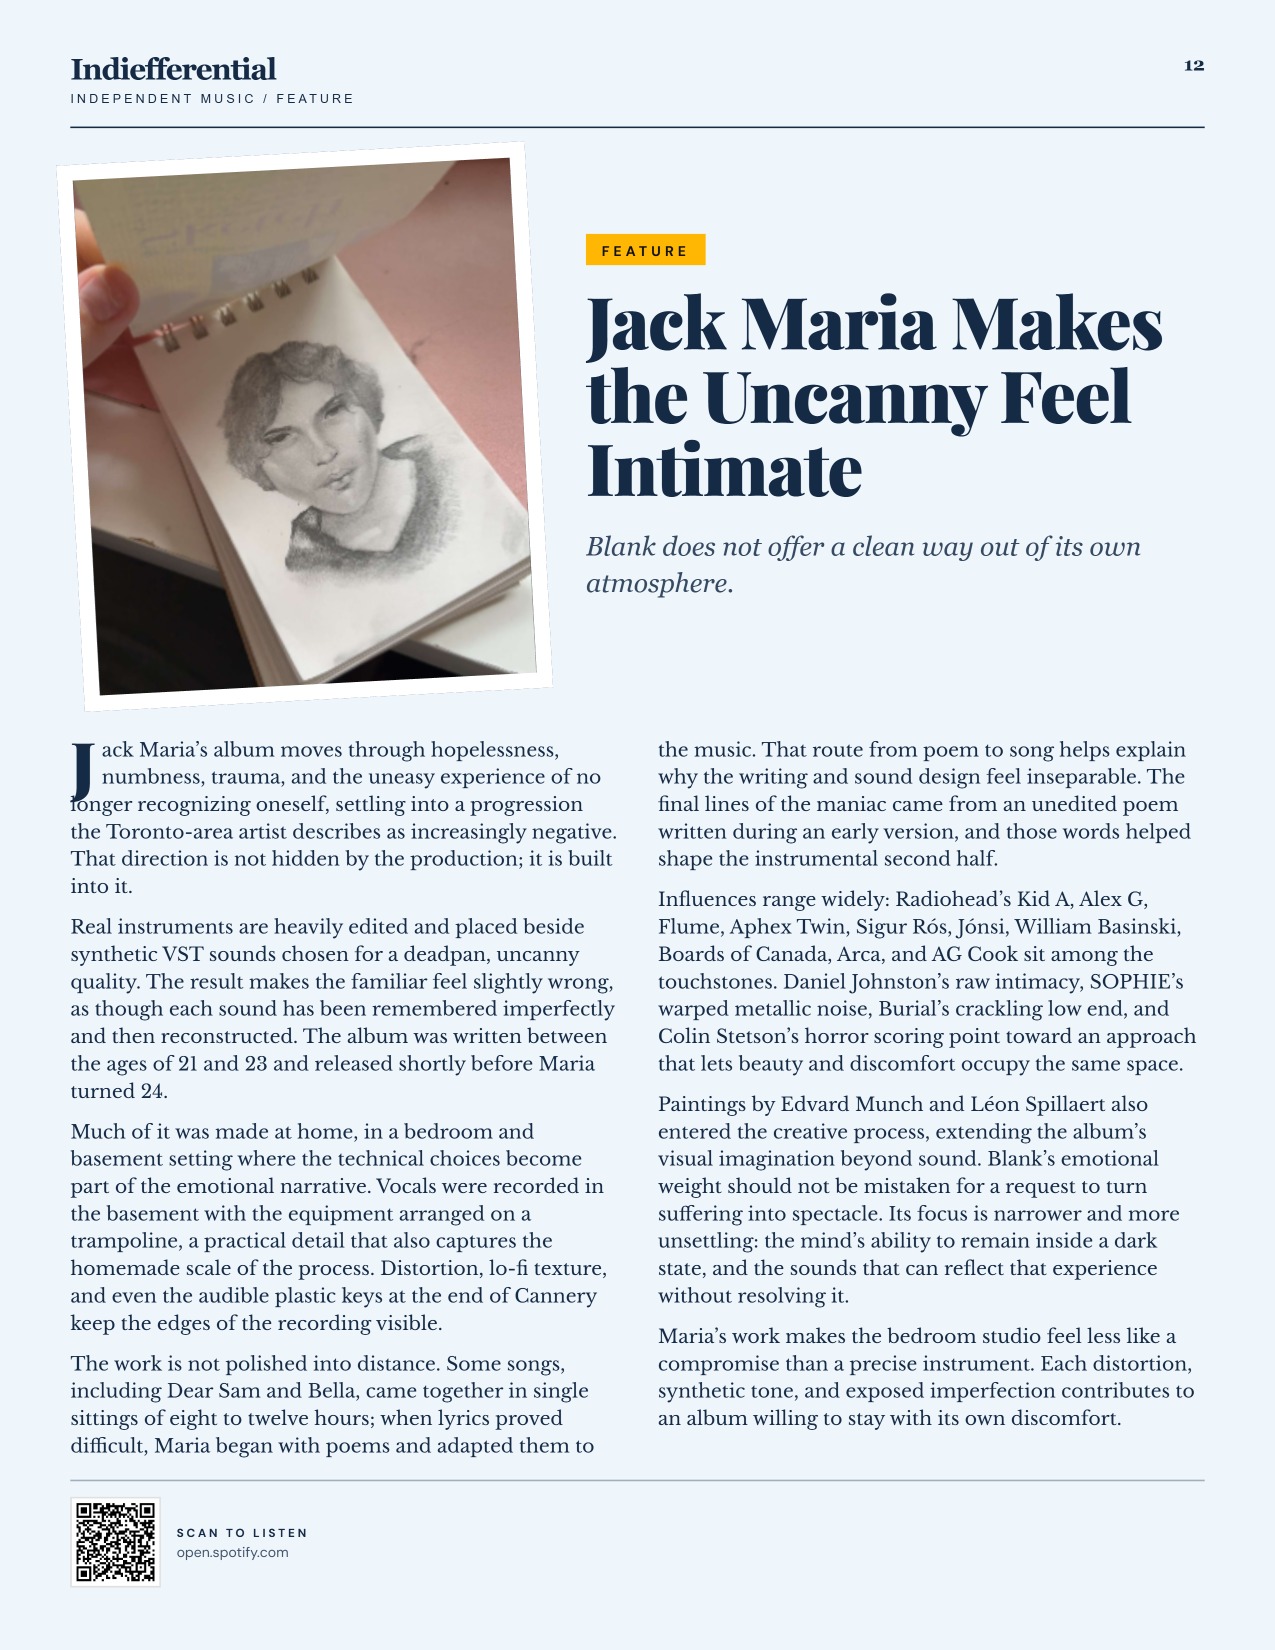 Indiefferential
INDEPENDENT MUSIC / FEATURE
12
FEATURE
Jack Maria Makes
the Uncanny Feel
Intimate
Blank does not offer a clean way out of its own
atmosphere.
Jack Maria’s album moves through hopelessness,
numbness, trauma, and the uneasy experience of no
longer recognizing oneself, settling into a progression
the Toronto-area artist describes as increasingly negative.
That direction is not hidden by the production; it is built
into it.
Real instruments are heavily edited and placed beside
synthetic VST sounds chosen for a deadpan, uncanny
quality. The result makes the familiar feel slightly wrong,
as though each sound has been remembered imperfectly
and then reconstructed. The album was written between
the ages of 21 and 23 and released shortly before Maria
turned 24.
Much of it was made at home, in a bedroom and
basement setting where the technical choices become
part of the emotional narrative. Vocals were recorded in
the basement with the equipment arranged on a
trampoline, a practical detail that also captures the
homemade scale of the process. Distortion, lo-fi texture,
and even the audible plastic keys at the end of Cannery
keep the edges of the recording visible.
The work is not polished into distance. Some songs,
including Dear Sam and Bella, came together in single
sittings of eight to twelve hours; when lyrics proved
difficult, Maria began with poems and adapted them to
the music. That route from poem to song helps explain
why the writing and sound design feel inseparable. The
final lines of the maniac came from an unedited poem
written during an early version, and those words helped
shape the instrumental second half.
Influences range widely: Radiohead’s Kid A, Alex G,
Flume, Aphex Twin, Sigur Rós, Jónsi, William Basinski,
Boards of Canada, Arca, and AG Cook sit among the
touchstones. Daniel Johnston’s raw intimacy, SOPHIE’s
warped metallic noise, Burial’s crackling low end, and
Colin Stetson’s horror scoring point toward an approach
that lets beauty and discomfort occupy the same space.
Paintings by Edvard Munch and Léon Spillaert also
entered the creative process, extending the album’s
visual imagination beyond sound. Blank’s emotional
weight should not be mistaken for a request to turn
suffering into spectacle. Its focus is narrower and more
unsettling: the mind’s ability to remain inside a dark
state, and the sounds that can reflect that experience
without resolving it.
Maria’s work makes the bedroom studio feel less like a
compromise than a precise instrument. Each distortion,
synthetic tone, and exposed imperfection contributes to
an album willing to stay with its own discomfort.
SCAN TO LISTEN
open.spotify.com